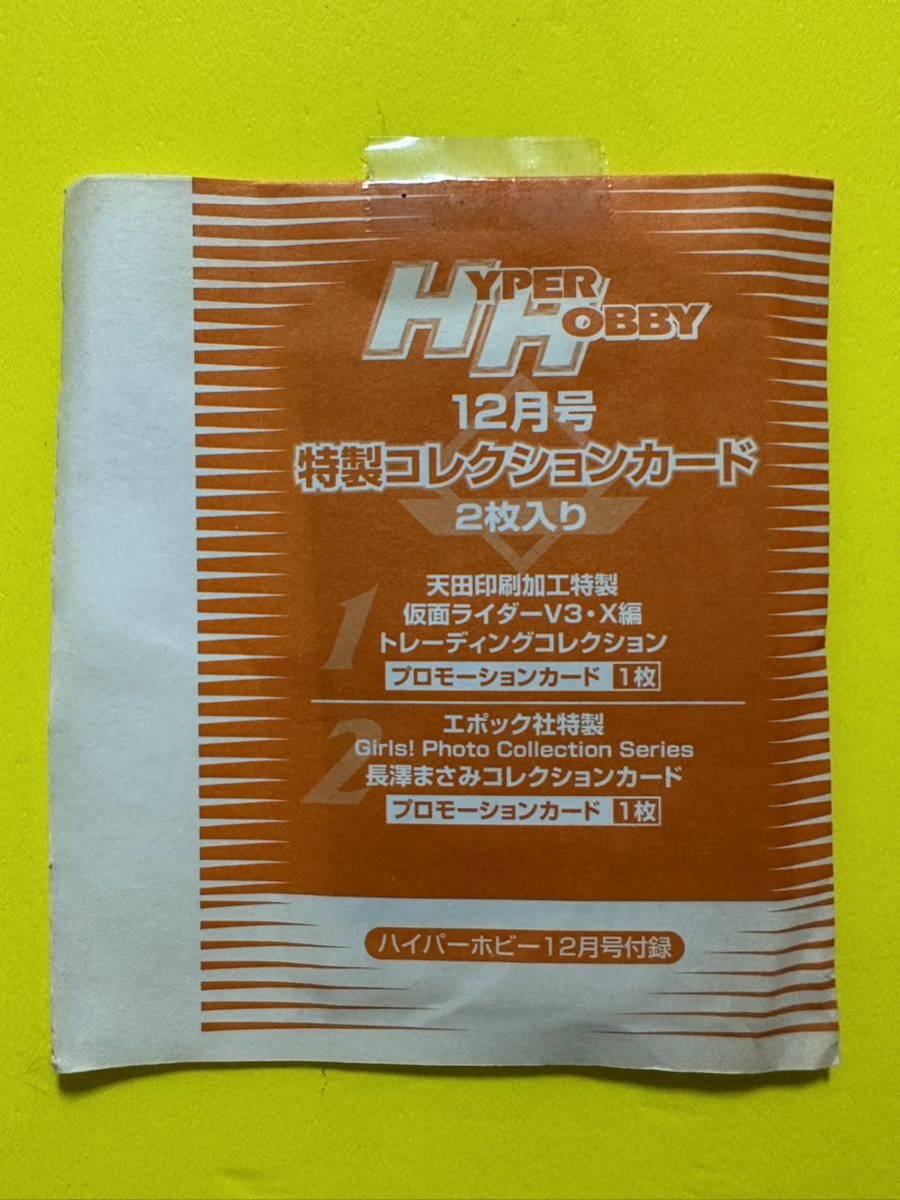 HYPER
HOBBY
12月号
特製コレクションカード
2枚入り
1
天田印刷加工特製
仮面ライダーV3・X編
トレーディングコレクション
プロモーションカード 1枚
2
エポック社特製
Girls! Photo Collection Series
長澤まさみコレクションカード
プロモーションカード 1枚
ハイパーホビー12月号付録